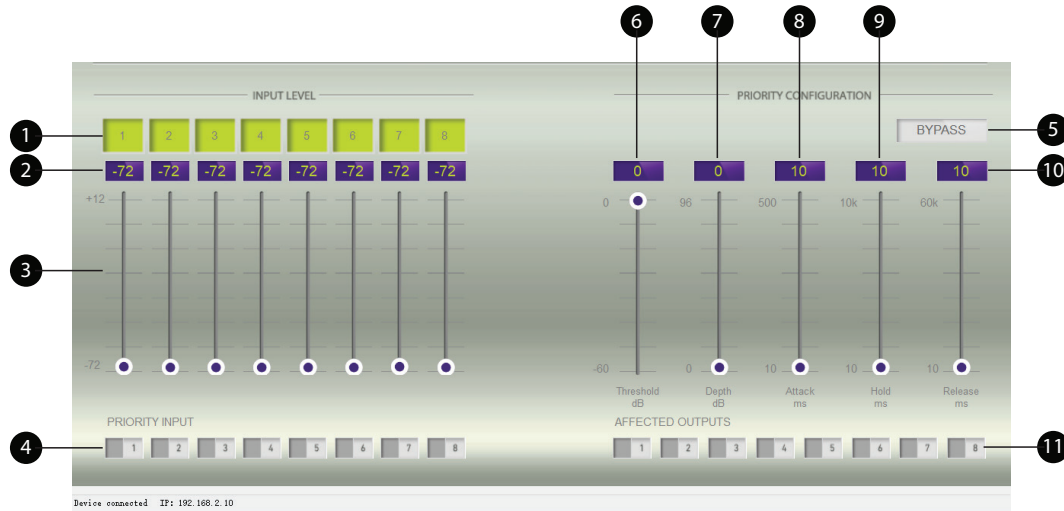 6 7 8 9
INPUT LEVEL PRIORITY CONFIGURATION
1 1 2 3 4 5 6 7 8 BYPASS 5
2 -72 -72 -72 -72 -72 -72 -72 -72 0 0 10 10 10 10
+12 0 96 500 10k 60k
3
-72 -60 0 10 10 10
Threshold Depth Attack Hold Release
dB dB ms ms ms
PRIORITY INPUT AFFECTED OUTPUTS
4 1 2 3 4 5 6 7 8 1 2 3 4 5 6 7 8 11
Device connected IP: 192.168.2.10